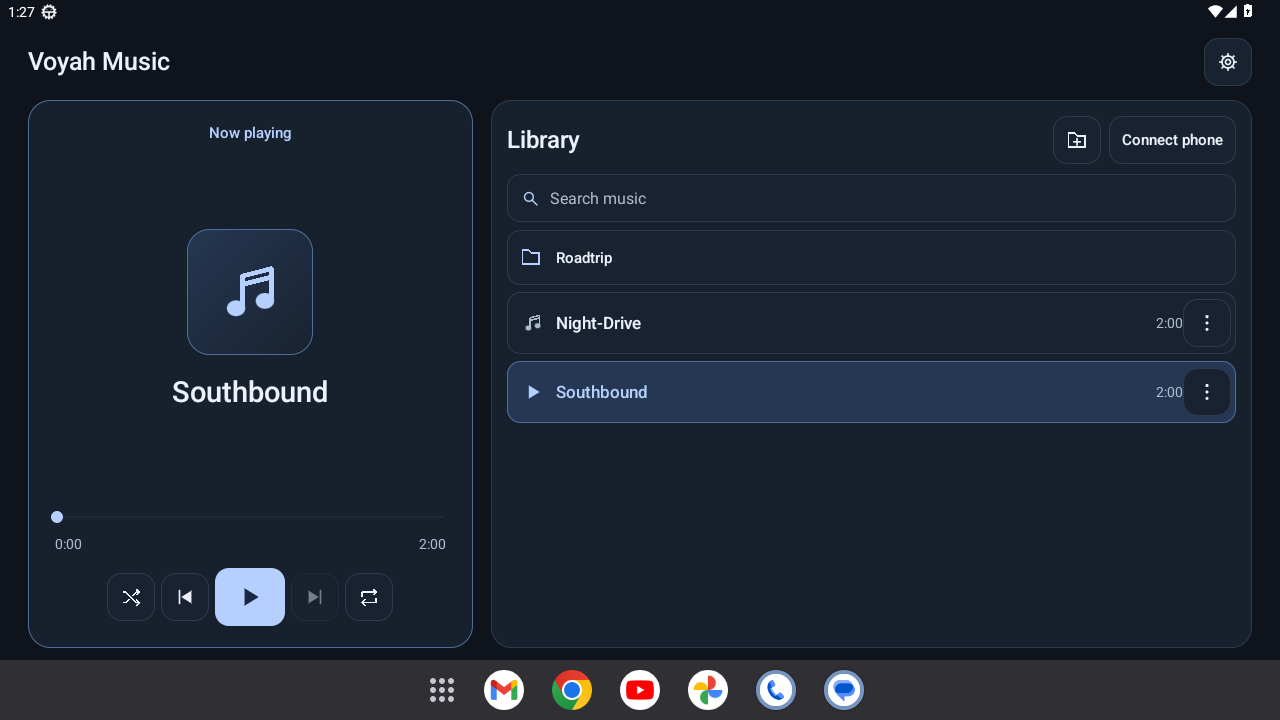 1:27
Voyah Music
Now playing
Southbound
0:00 2:00
Library
Connect phone
Search music
Roadtrip
Night-Drive 2:00
Southbound 2:00